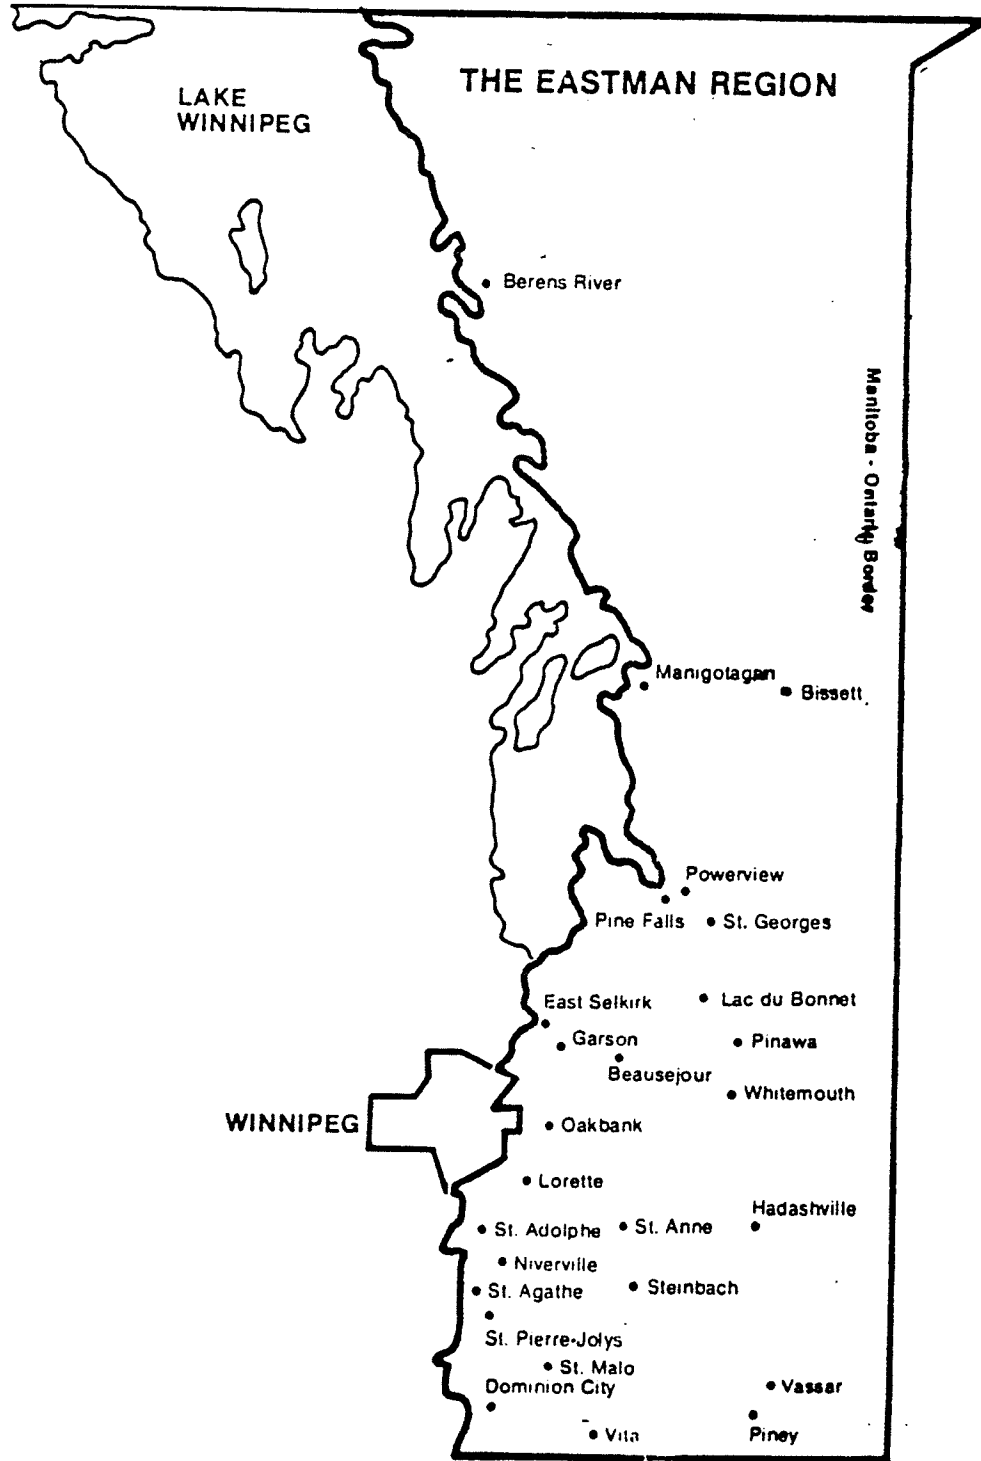 THE EASTMAN REGION
LAKE
WINNIPEG
Berens River
Manitoba - Ontario Border
Manigotagan
Bissett
Powerview
Pine Falls
St. Georges
East Selkirk
Lac du Bonnet
Garson
Pinawa
Beausejour
Whitemouth
WINNIPEG
Oakbank
Lorette
Hadashville
St. Adolphe
St. Anne
Niverville
St. Agathe
Steinbach
St. Pierre-Jolys
St. Malo
Dominion City
Vassar
Vita
Piney